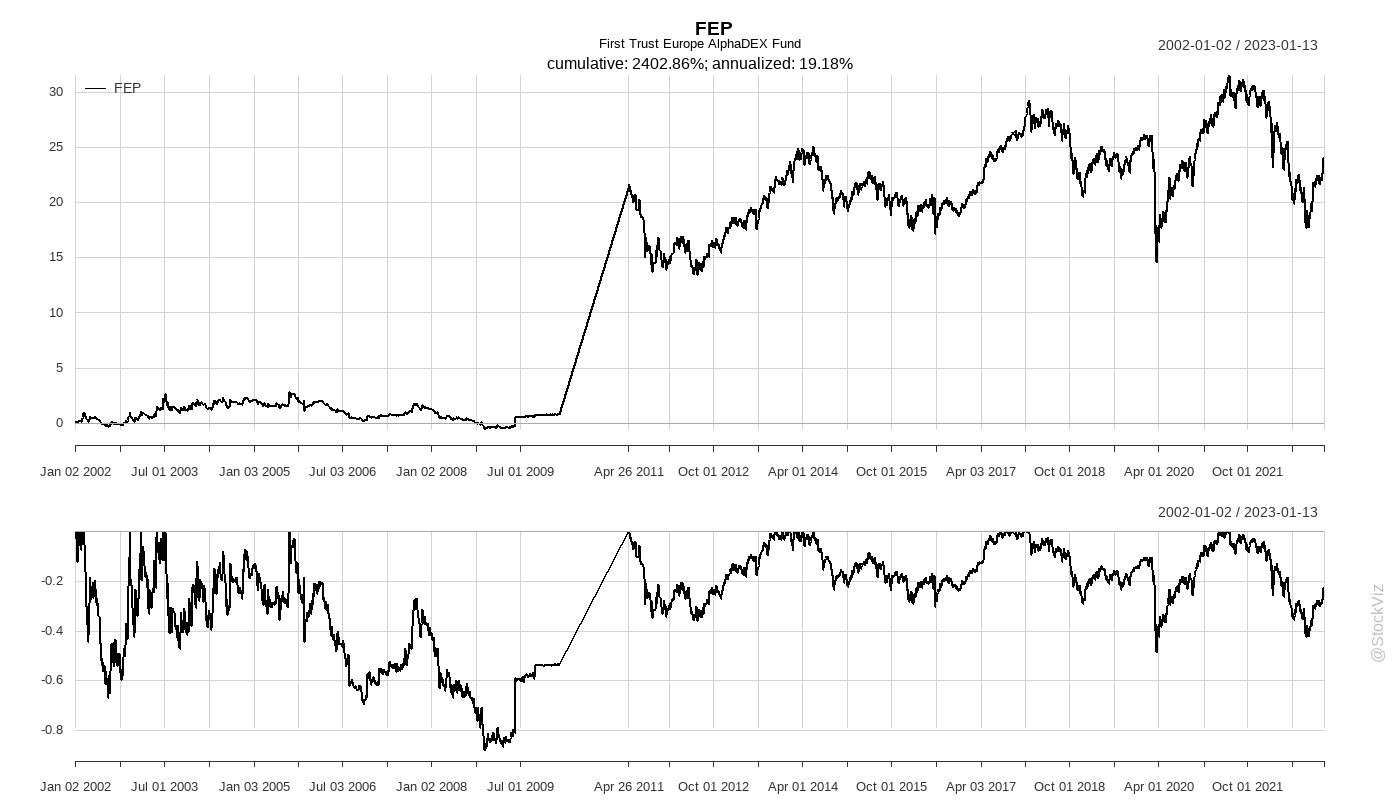 FEP
First Trust Europe AlphaDEX Fund
2002-01-02 / 2023-01-13
cumulative: 2402.86%; annualized: 19.18%
FEP
30
25
20
15
10
5
0
Jan 02 2002 Jul 01 2003 Jan 03 2005 Jul 03 2006 Jan 02 2008 Jul 01 2009 Apr 26 2011 Oct 01 2012 Apr 01 2014 Oct 01 2015 Apr 03 2017 Oct 01 2018 Apr 01 2020 Oct 01 2021
2002-01-02 / 2023-01-13
-0.2
-0.4
-0.6
-0.8
Jan 02 2002 Jul 01 2003 Jan 03 2005 Jul 03 2006 Jan 02 2008 Jul 01 2009 Apr 26 2011 Oct 01 2012 Apr 01 2014 Oct 01 2015 Apr 03 2017 Oct 01 2018 Apr 01 2020 Oct 01 2021
@StockViz